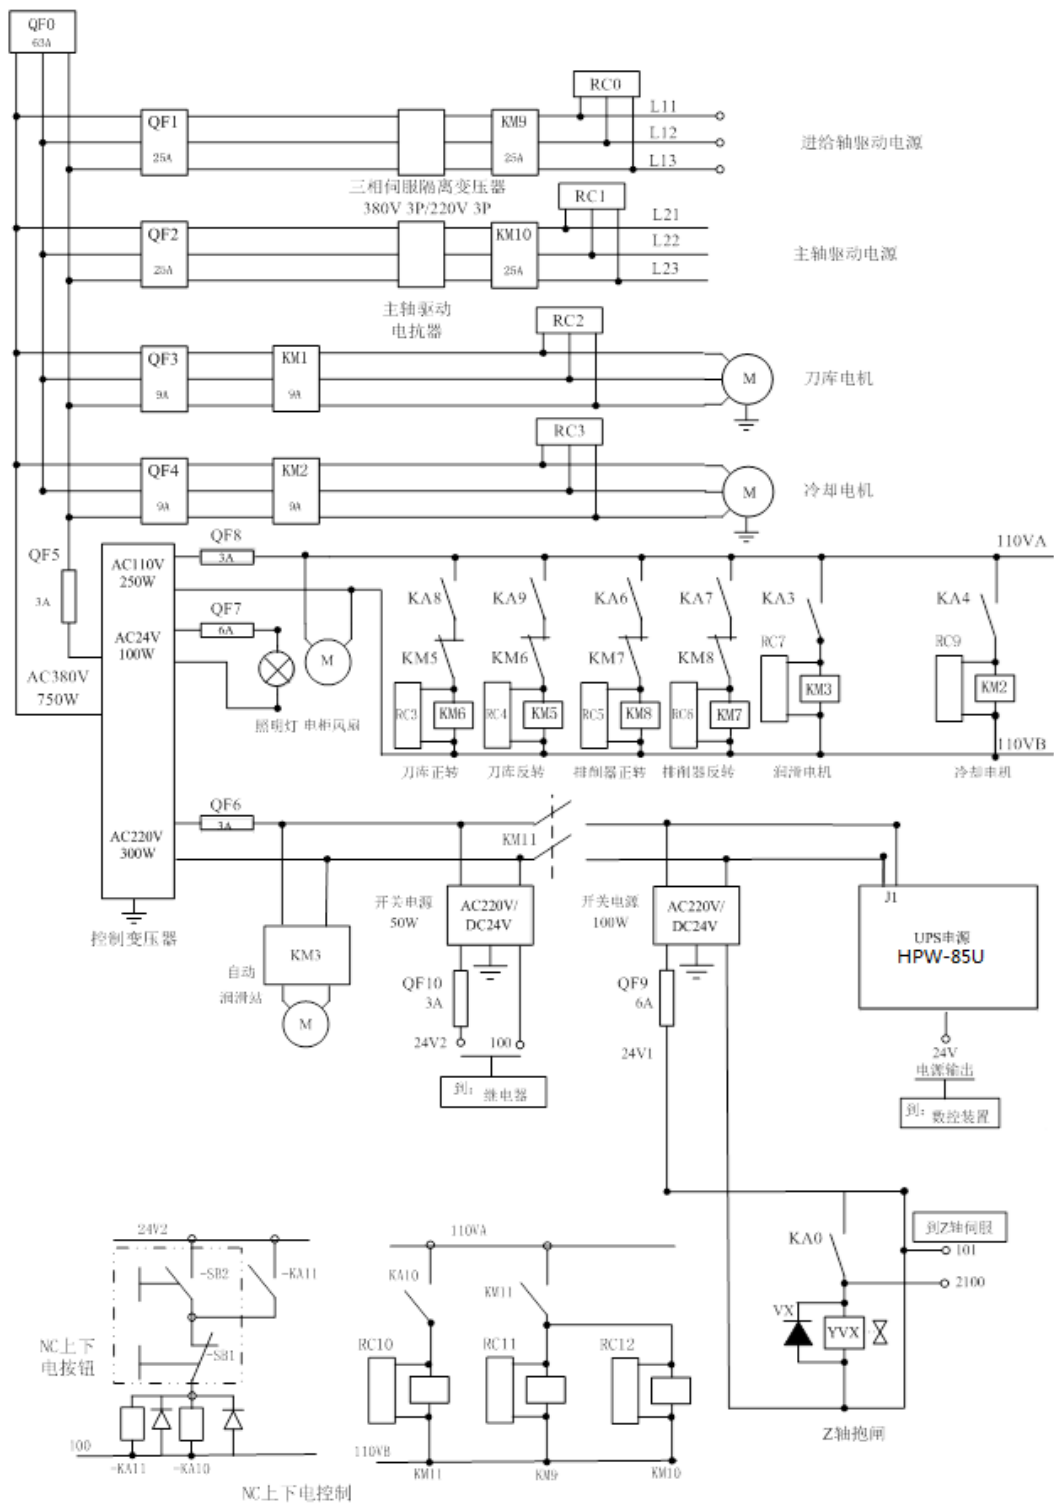 QF0
63A
RC0
QF1
25A
KM9
25A
L11
L12
L13
进给轴驱动电源
三相伺服隔离变压器
380V 3P/220V 3P
RC1
QF2
25A
KM10
25A
L21
L22
L23
主轴驱动电源
主轴驱动
电抗器
RC2
QF3
9A
KM1
9A
M
刀库电机
RC3
QF4
9A
KM2
9A
M
冷却电机
QF5
3A
AC380V
750W
AC110V
250W
AC24V
100W
AC220V
300W
控制变压器
QF8
3A
QF7
6A
M
照明灯 电柜风扇
110VA
KA8
KM5
RC3
KM6
刀库正转
KA9
KM6
RC4
KM5
刀库反转
KA6
KM7
RC5
KM8
排削器正转
KA7
KM8
RC6
KM7
排削器反转
KA3
RC7
KM3
润滑电机
KA4
RC9
KM2
110VB
冷却电机
QF6
3A
KM11
KM3
自动
润滑站
M
开关电源
50W
AC220V/
DC24V
QF10
3A
24V2
100
到: 继电器
开关电源
100W
AC220V/
DC24V
QF9
6A
24V1
J1
UPS电源
HPW-85U
24V
电源输出
到: 数控装置
到Z轴伺服
101
2100
KA0
VX
YVX
Z轴抱闸
24V2
-SB2
-KA11
-SB1
NC上下
电按钮
100
-KA11
-KA10
NC上下电控制
110VA
KA10
KM11
RC10
RC11
RC12
110VB
KM11
KM9
KM10